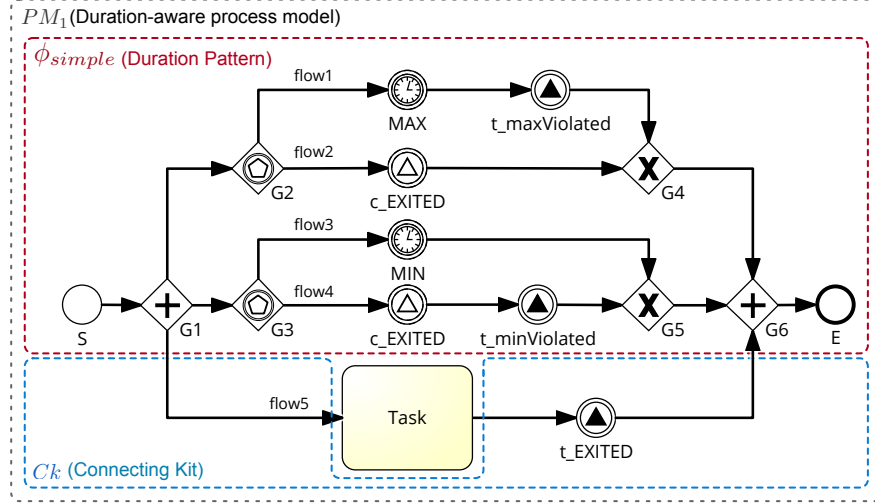 PM₁(Duration-aware process model)
ϕsimple (Duration Pattern)
flow1
MAX
t_maxViolated
flow2
G2
c_EXITED
G4
flow3
MIN
S
G1
flow4
G3
c_EXITED
t_minViolated
G5
G6
E
flow5
Task
t_EXITED
Ck (Connecting Kit)